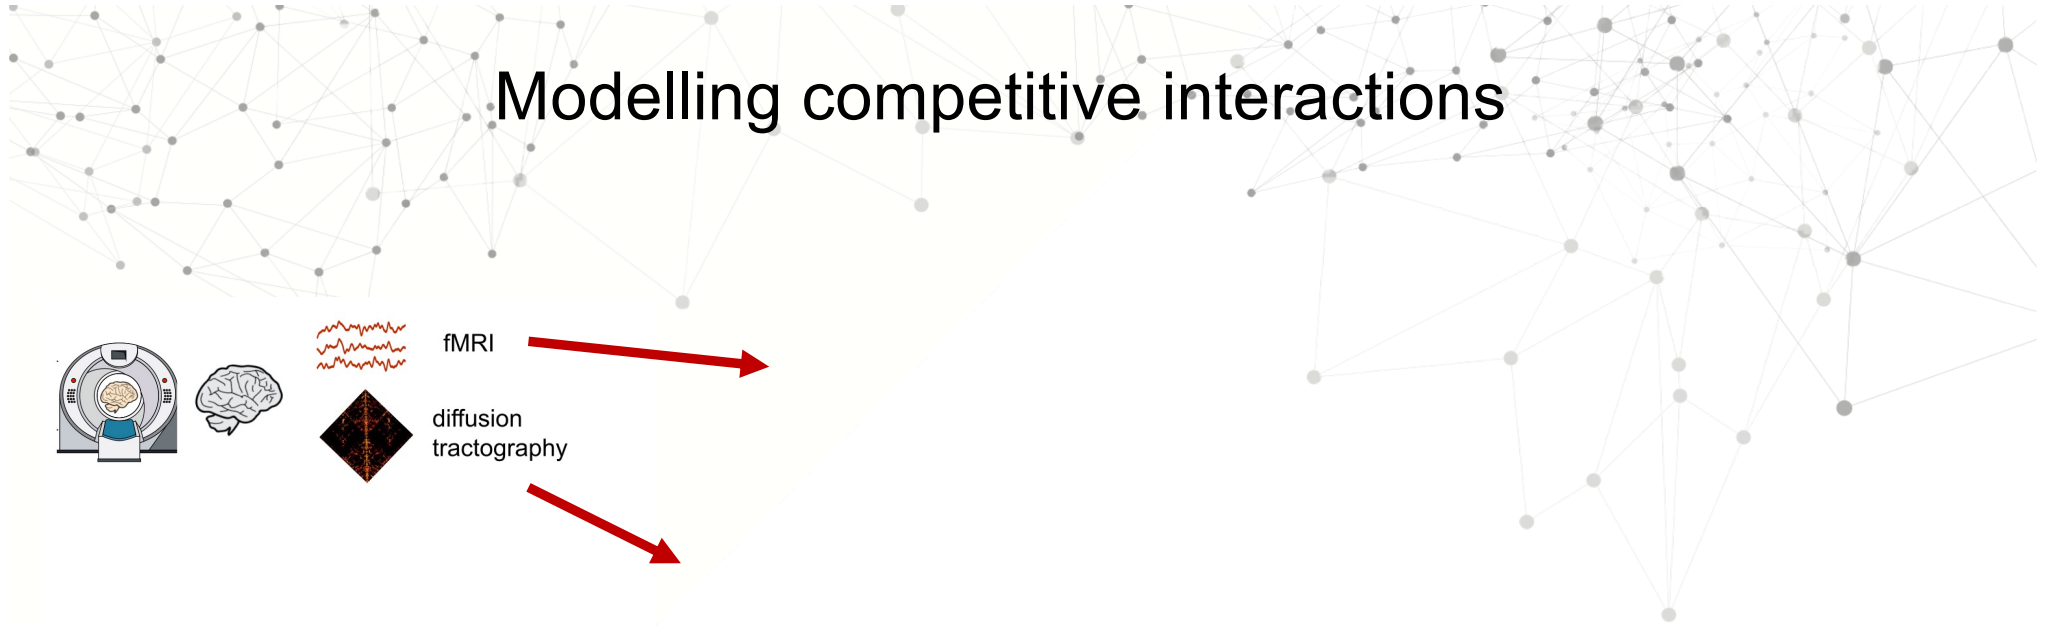 Modelling competitive interactions
fMRI
diffusion
tractography